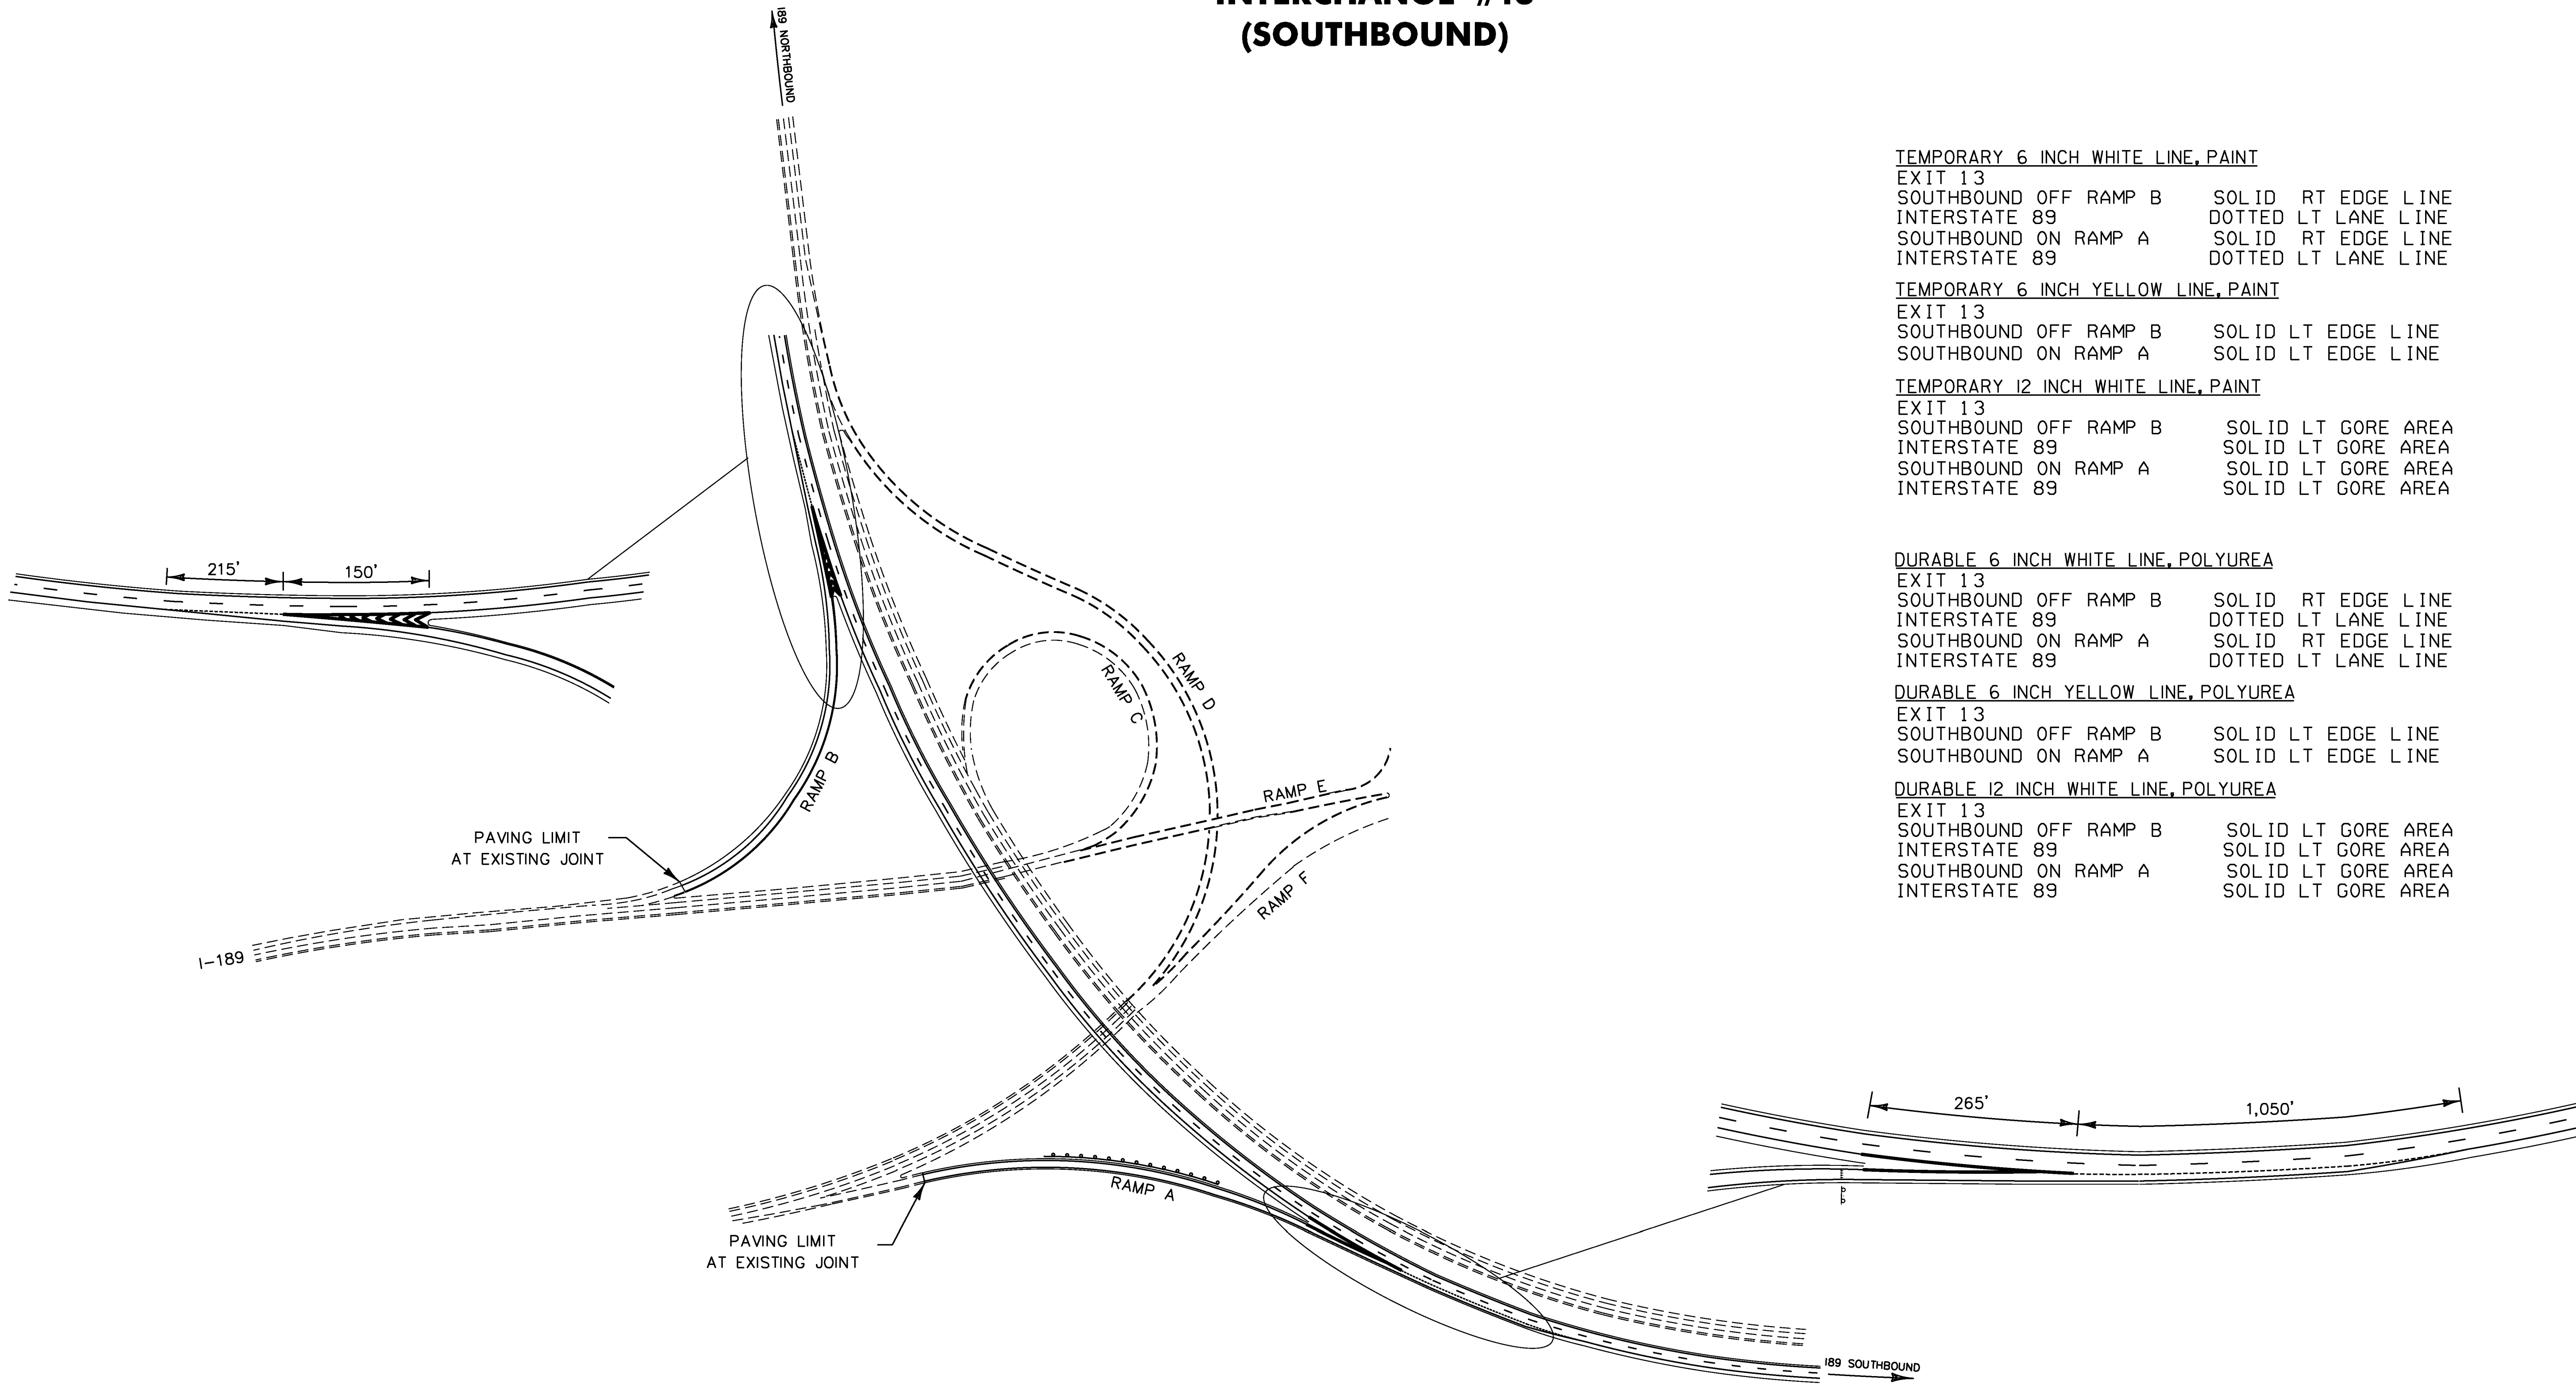 (SOUTHBOUND)
189 NORTHBOUND
TEMPORARY 6 INCH WHITE LINE, PAINT
EXIT 13
SOUTHBOUND OFF RAMP B SOLID RT EDGE LINE
INTERSTATE 89 DOTTED LT LANE LINE
SOUTHBOUND ON RAMP A SOLID RT EDGE LINE
INTERSTATE 89 DOTTED LT LANE LINE
TEMPORARY 6 INCH YELLOW LINE, PAINT
EXIT 13
SOUTHBOUND OFF RAMP B SOLID LT EDGE LINE
SOUTHBOUND ON RAMP A SOLID LT EDGE LINE
TEMPORARY 12 INCH WHITE LINE, PAINT
EXIT 13
SOUTHBOUND OFF RAMP B SOLID LT GORE AREA
INTERSTATE 89 SOLID LT GORE AREA
SOUTHBOUND ON RAMP A SOLID LT GORE AREA
INTERSTATE 89 SOLID LT GORE AREA
DURABLE 6 INCH WHITE LINE, POLYUREA
EXIT 13
SOUTHBOUND OFF RAMP B SOLID RT EDGE LINE
INTERSTATE 89 DOTTED LT LANE LINE
SOUTHBOUND ON RAMP A SOLID RT EDGE LINE
INTERSTATE 89 DOTTED LT LANE LINE
DURABLE 6 INCH YELLOW LINE, POLYUREA
EXIT 13
SOUTHBOUND OFF RAMP B SOLID LT EDGE LINE
SOUTHBOUND ON RAMP A SOLID LT EDGE LINE
DURABLE 12 INCH WHITE LINE, POLYUREA
EXIT 13
SOUTHBOUND OFF RAMP B SOLID LT GORE AREA
INTERSTATE 89 SOLID LT GORE AREA
SOUTHBOUND ON RAMP A SOLID LT GORE AREA
INTERSTATE 89 SOLID LT GORE AREA
215' 150'
RAMP D
RAMP C
RAMP B
RAMP E
RAMP F
PAVING LIMIT
AT EXISTING JOINT
I-189
265' 1,050'
RAMP A
PAVING LIMIT
AT EXISTING JOINT
189 SOUTHBOUND